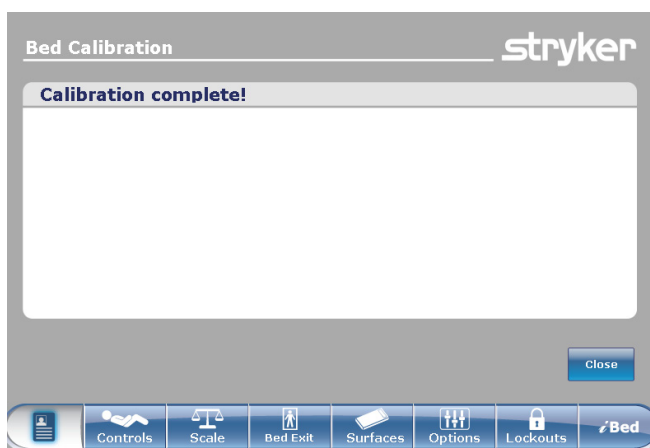 Bed Calibration
stryker
Calibration complete!
Close
Controls
Scale
Bed Exit
Surfaces
Options
Lockouts
iBed